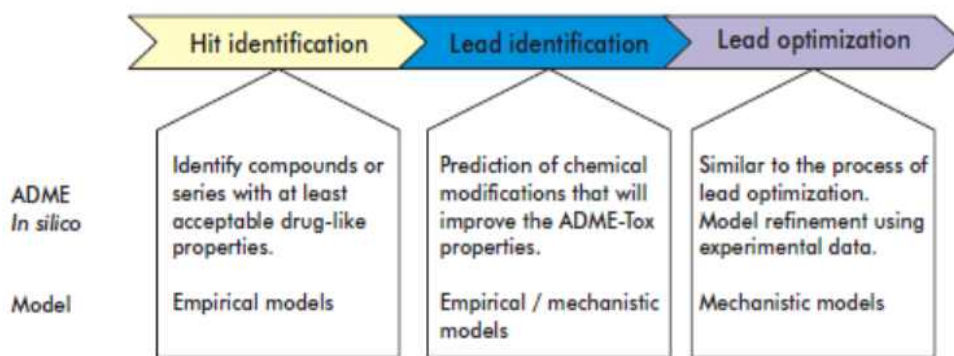 Hit identification
Lead identification
Lead optimization
ADME
In silico
Identify compounds or
series with at least
acceptable drug-like
properties.
Prediction of chemical
modifications that will
improve the ADME-Tox
properties.
Similar to the process of
lead optimization.
Model refinement using
experimental data.
Model
Empirical models
Empirical / mechanistic
models
Mechanistic models